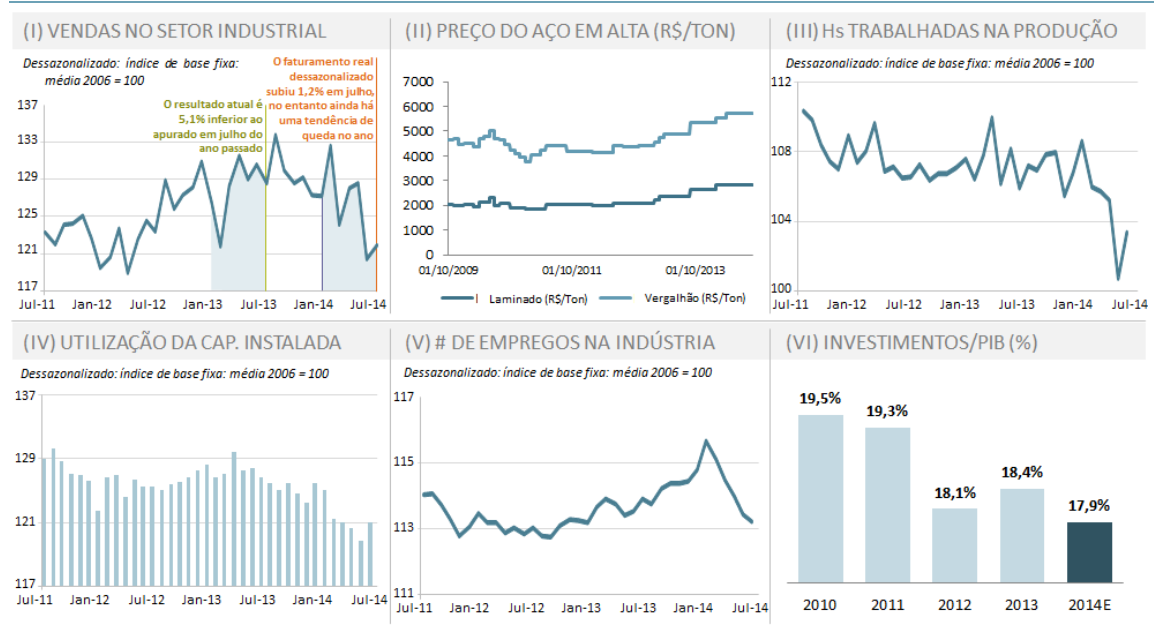 (I) VENDAS NO SETOR INDUSTRIAL
Dessazonalizado: índice de base fixa:
média 2006 = 100
O faturamento real
dessazonalizado
subiu 1,2% em julho,
no entanto ainda há
uma tendência de
queda no ano
O resultado atual é
5,1% inferior ao
apurado em julho do
ano passado
137
133
129
125
121
117
Jul-11 Jan-12 Jul-12 Jan-13 Jul-13 Jan-14 Jul-14
(II) PREÇO DO AÇO EM ALTA (R$/TON)
7000
6000
5000
4000
3000
2000
1000
0
01/10/2009 01/10/2011 01/10/2013
Laminado (R$/Ton) Vergalhão (R$/Ton)
(III) Hs TRABALHADAS NA PRODUÇÃO
Dessazonalizado: índice de base fixa: média 2006 = 100
112
108
104
100
Jul-11 Jan-12 Jul-12 Jan-13 Jul-13 Jan-14 Jul-14
(IV) UTILIZAÇÃO DA CAP. INSTALADA
Dessazonalizado: índice de base fixa: média 2006 = 100
137
129
121
117
Jul-11 Jan-12 Jul-12 Jan-13 Jul-13 Jan-14 Jul-14
(V) # DE EMPREGOS NA INDÚSTRIA
Dessazonalizado: índice de base fixa: média 2006 = 100
117
115
113
111
Jul-11 Jan-12 Jul-12 Jan-13 Jul-13 Jan-14 Jul-14
(VI) INVESTIMENTOS/PIB (%)
19,5%
19,3%
18,1%
18,4%
17,9%
2010 2011 2012 2013 2014E